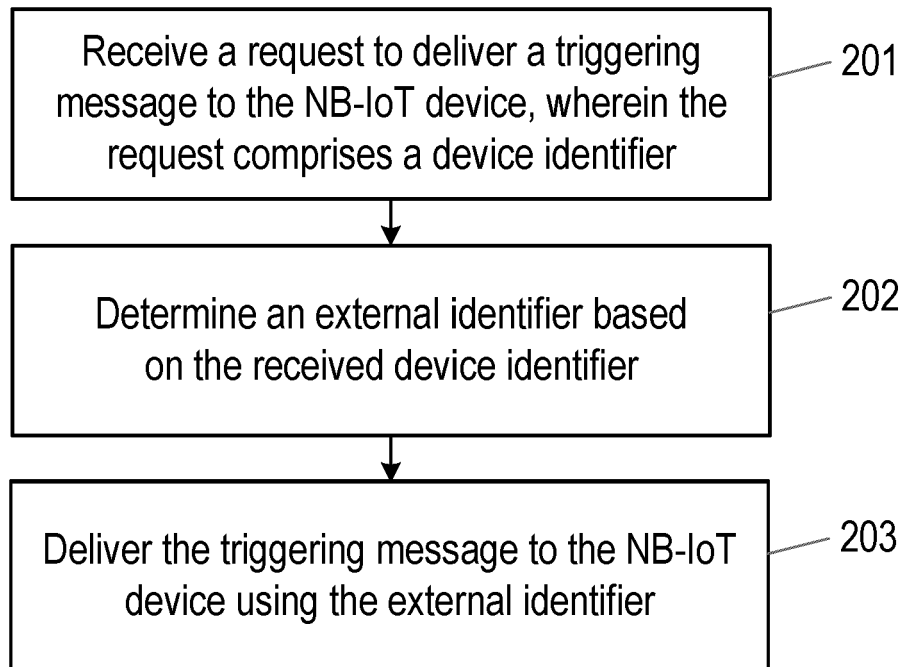 Receive a request to deliver a triggering
message to the NB-IoT device, wherein the
request comprises a device identifier
201
Determine an external identifier based
on the received device identifier
202
Deliver the triggering message to the NB-IoT
device using the external identifier
203